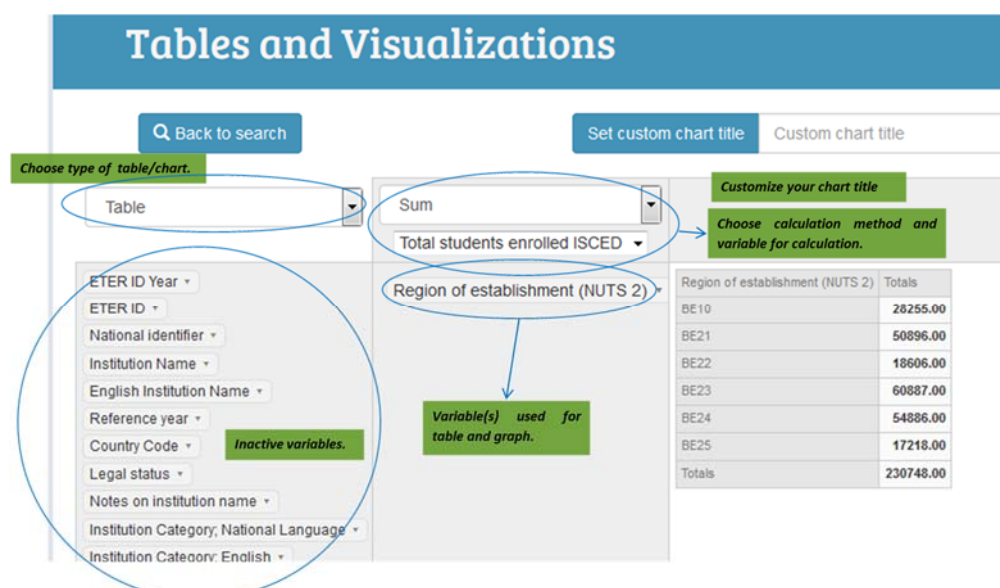 Tables and Visualizations
Back to search
Set custom chart title
Custom chart title
Choose type of table/chart.
Customize your chart title
Table
Sum
Choose calculation method and
variable for calculation.
Total students enrolled ISCED
ETER ID Year
ETER ID
National identifier
Institution Name
English Institution Name
Reference year
Country Code
Legal status
Notes on institution name
Institution Category; National Language
Institution Category; English
Inactive variables.
Region of establishment (NUTS 2)
Variable(s) used for
table and graph.
Region of establishment (NUTS 2) Totals
BE10 28255.00
BE21 50896.00
BE22 18606.00
BE23 60887.00
BE24 54886.00
BE25 17218.00
Totals 230748.00